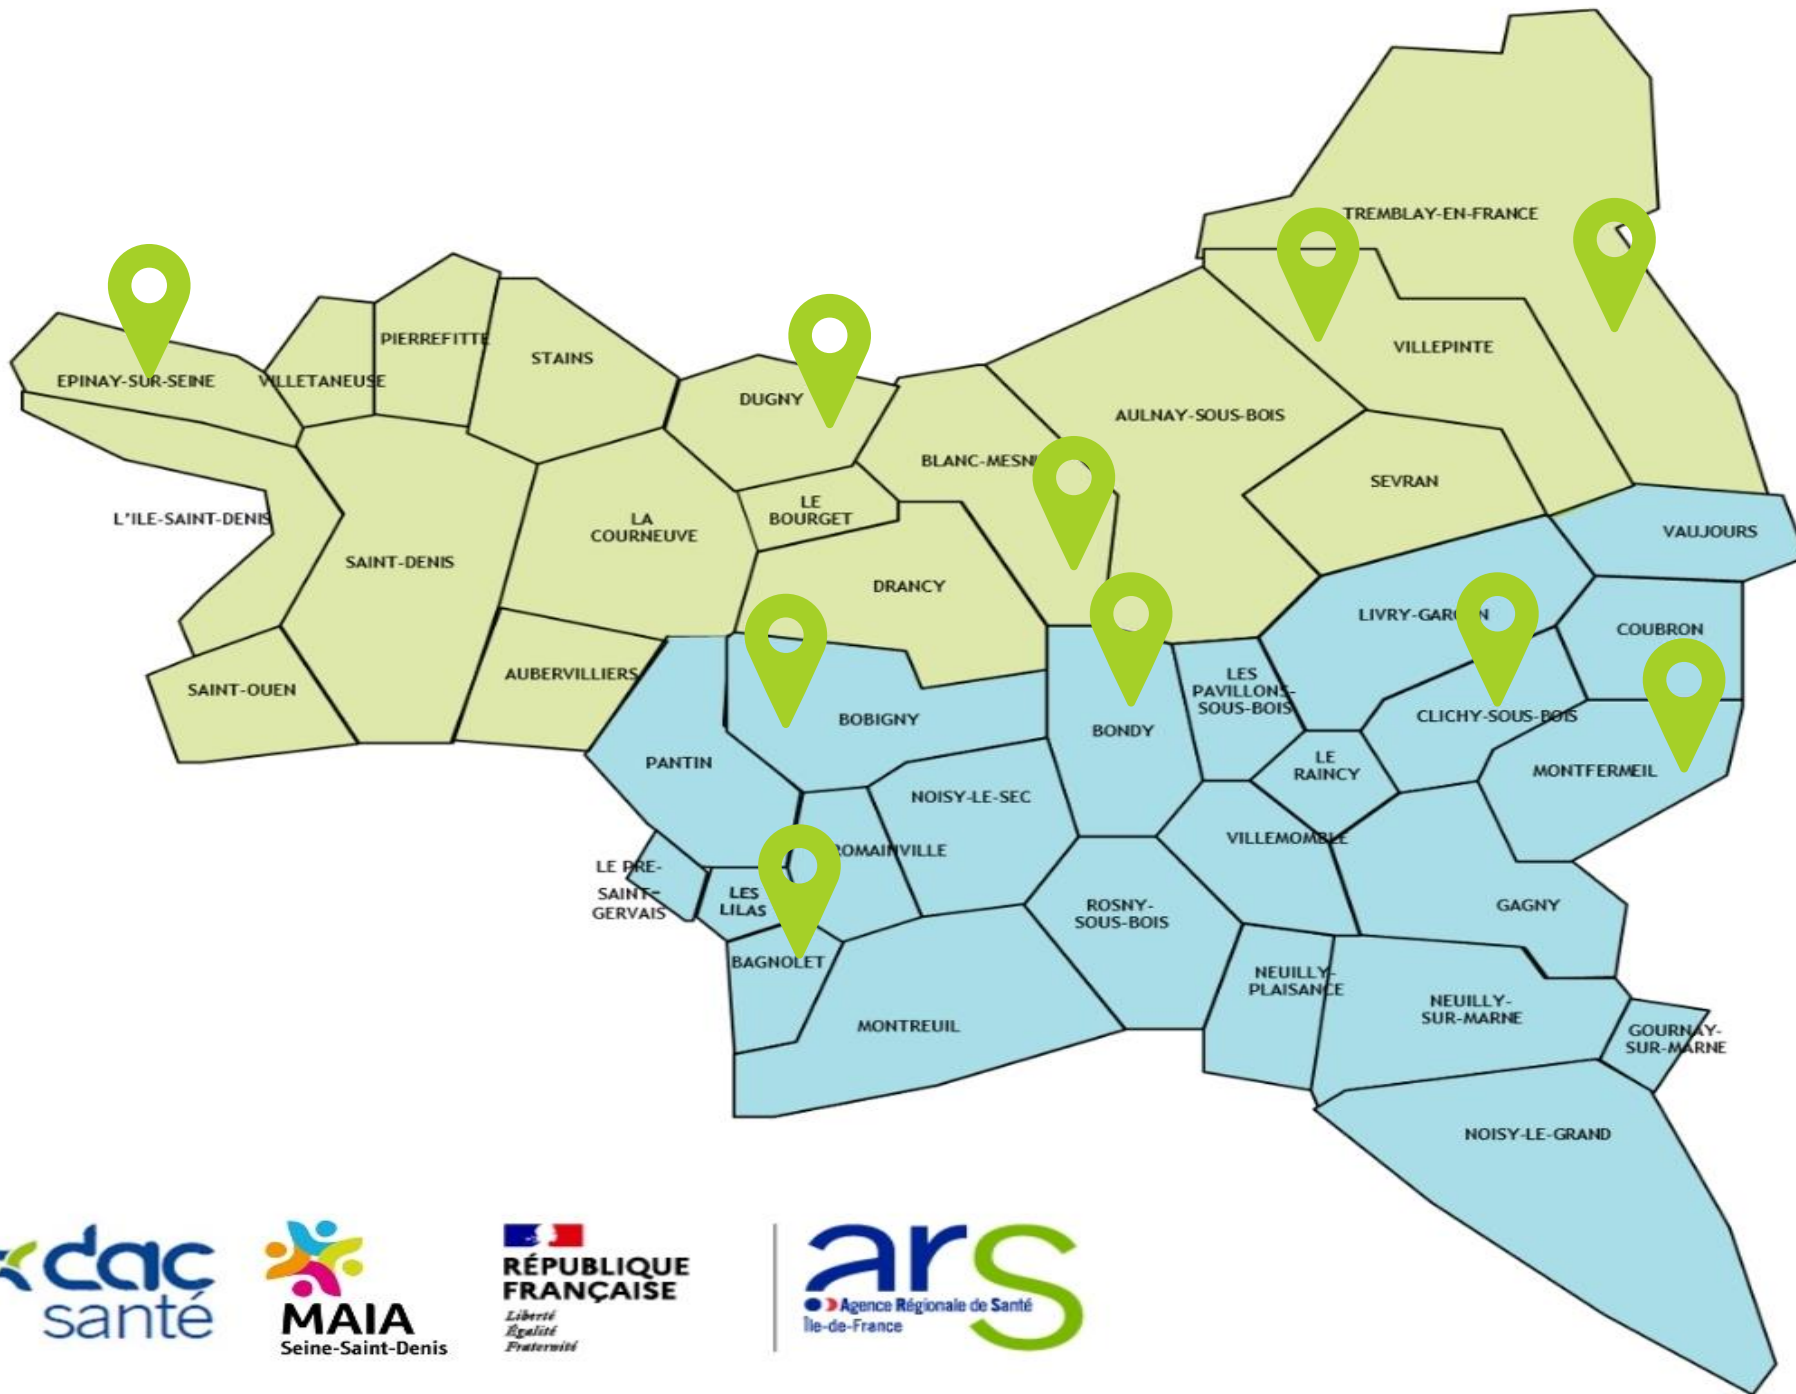 TREMBLAY-EN-FRANCE
PIERREFITTE
STAINS
VILLEPINTE
EPINAY-SUR-SEINE
VILLETANEUSE
DUGNY
AULNAY-SOUS-BOIS
BLANC-MESN
SEVRAN
L'ILE-SAINT-DENIS
LE
BOURGET
LA
COURNEUVE
VAUJOURS
SAINT-DENIS
DRANCY
LIVRY-GARGAN
COUBRON
AUBERVILLIERS
SAINT-OUEN
LES
PAVILLONS-
SOUS-BOIS
BOBIGNY
BONDY
CLICHY-SOUS-BOIS
PANTIN
LE
RAINCY
MONTFERMEIL
NOISY-LE-SEC
VILLEMOMBLE
ROMAINVILLE
LE PRE-
SAINT-
GERVAIS
LES
LILAS
ROSNY-
SOUS-BOIS
GAGNY
BAGNOLET
NEUILLY-
PLAISANCE
NEUILLY-
SUR-MARNE
MONTREUIL
GOURNAY-
SUR-MARNE
NOISY-LE-GRAND
dac
santé
MAIA
Seine-Saint-Denis
RÉPUBLIQUE
FRANÇAISE
Liberté
Égalité
Fraternité
ars
Agence Régionale de Santé
Île-de-France